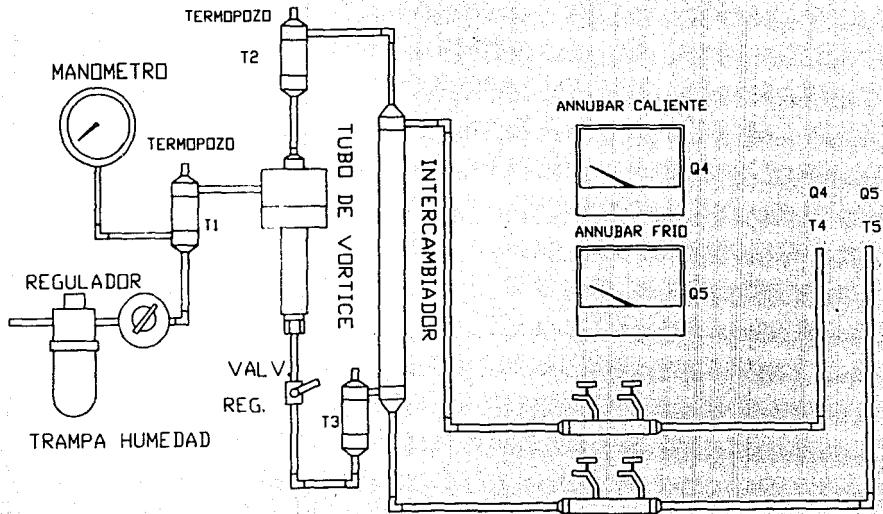 TERMOPOZO
T2
MANOMETRO
TERMOPOZO
T1
REGULADOR
TRAMPA HUMEDAD
TUBO DE VORTICE
INTERCAMBIADOR
VALV.
REG.
T3
ANNUBAR CALIENTE
Q4
ANNUBAR FRIO
Q5
Q4 Q5
T4 T5